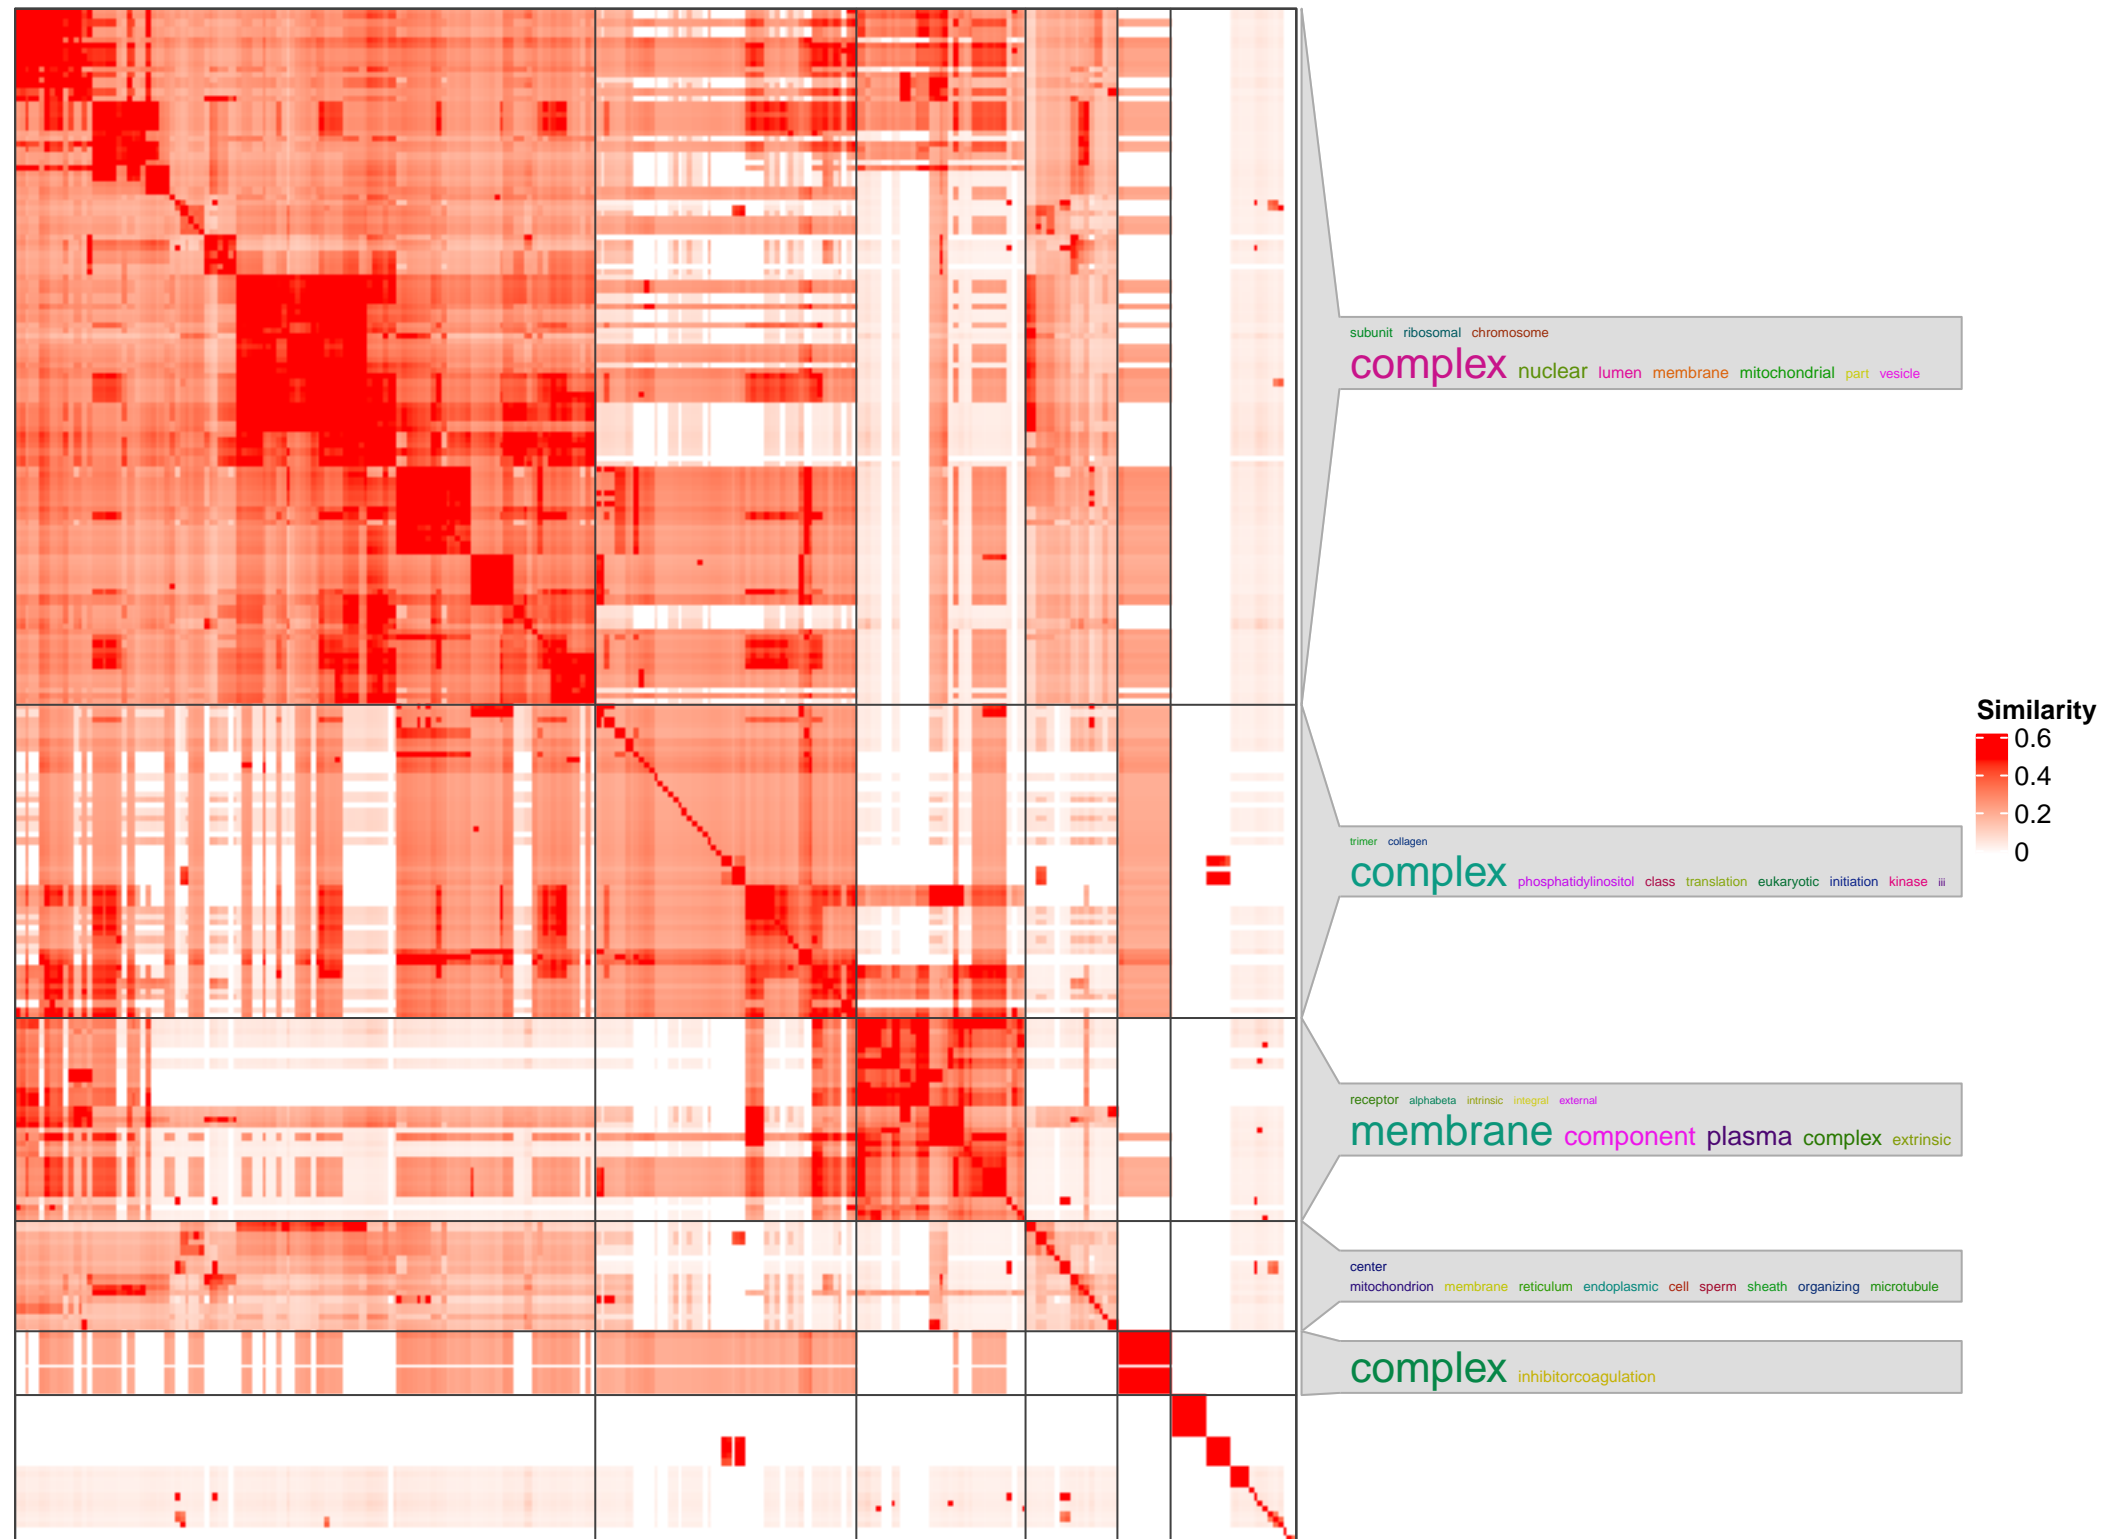 subunit ribosomal chromosome
complex nuclear lumen membrane mitochondrial part vesicle
Similarity
0.6
0.4
0.2
0
trimer collagen
complex phosphatidylinositol class translation eukaryotic initiation kinase iii
receptor alphabeta intrinsic integral external
membrane component plasma complex extrinsic
center
mitochondrion membrane reticulum endoplasmic cell sperm sheath organizing microtubule
complex inhibitorcoagulation